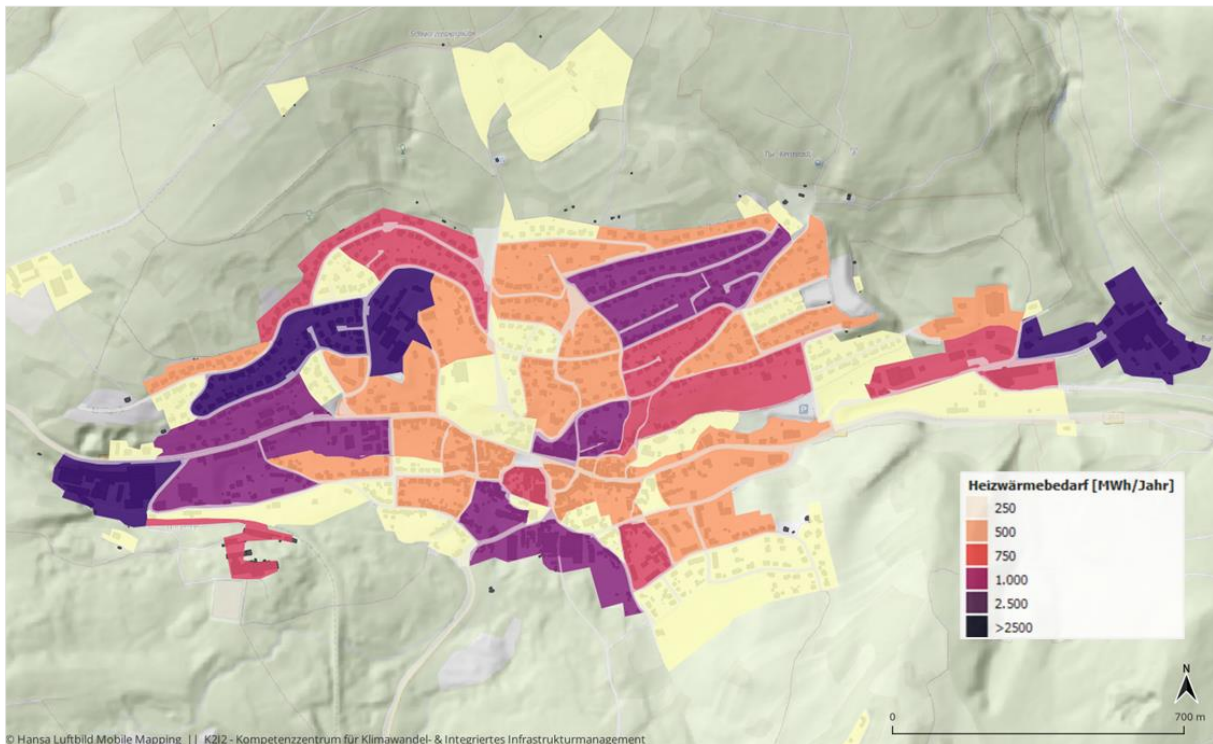 Heizwärmebedarf [MWh/Jahr]
250
500
750
1.000
2.500
>2500
N
0
700 m
© Hansa Luftbild Mobile Mapping || K2I2 - Kompetenzzentrum für Klimawandel- & Integriertes Infrastrukturmanagement